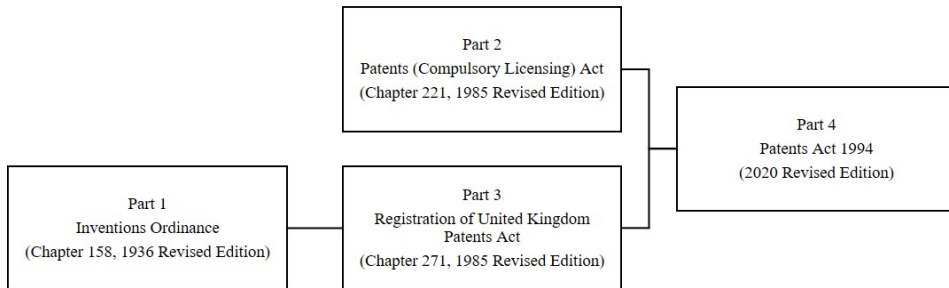 Part 2
Patents (Compulsory Licensing) Act
(Chapter 221, 1985 Revised Edition)
Part 4
Patents Act 1994
(2020 Revised Edition)
Part 1
Inventions Ordinance
(Chapter 158, 1936 Revised Edition)
Part 3
Registration of United Kingdom
Patents Act
(Chapter 271, 1985 Revised Edition)